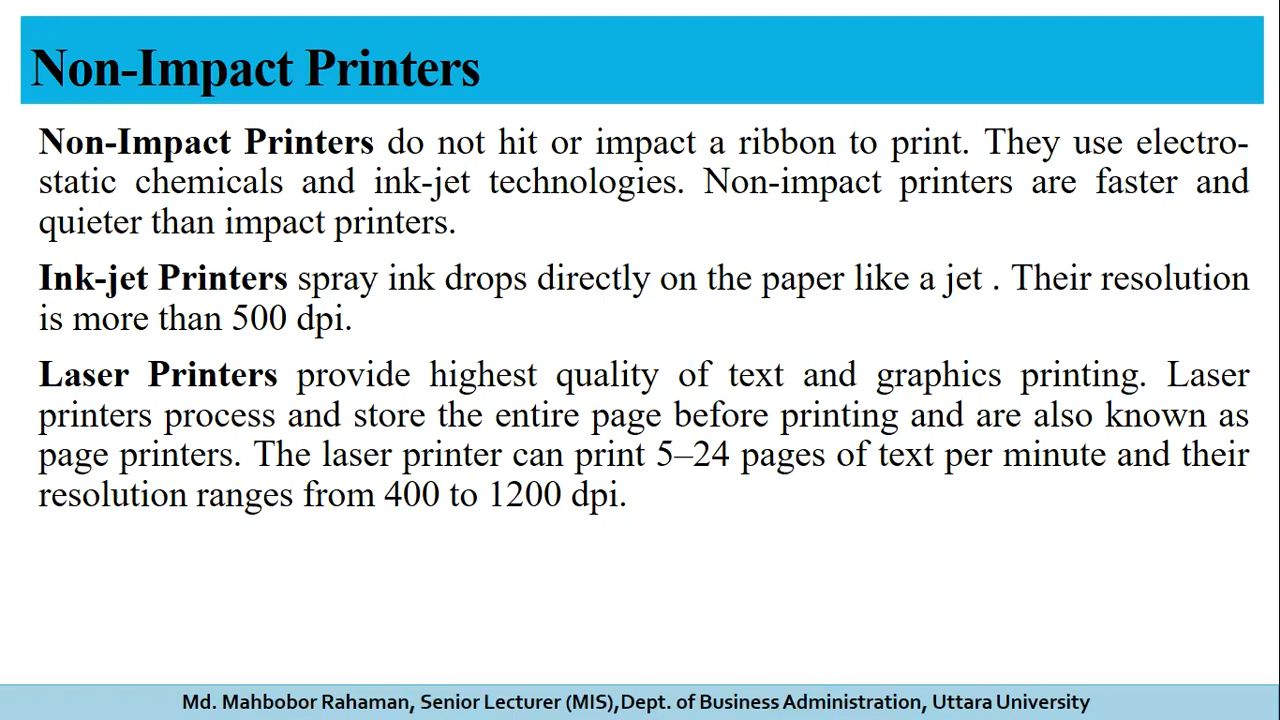 Non-Impact Printers
Non-Impact Printers do not hit or impact a ribbon to print. They use electro-
static chemicals and ink-jet technologies. Non-impact printers are faster and
quieter than impact printers.
Ink-jet Printers spray ink drops directly on the paper like a jet . Their resolution
is more than 500 dpi.
Laser Printers provide highest quality of text and graphics printing. Laser
printers process and store the entire page before printing and are also known as
page printers. The laser printer can print 5–24 pages of text per minute and their
resolution ranges from 400 to 1200 dpi.
Md. Mahbobor Rahaman, Senior Lecturer (MIS),Dept. of Business Administration, Uttara University